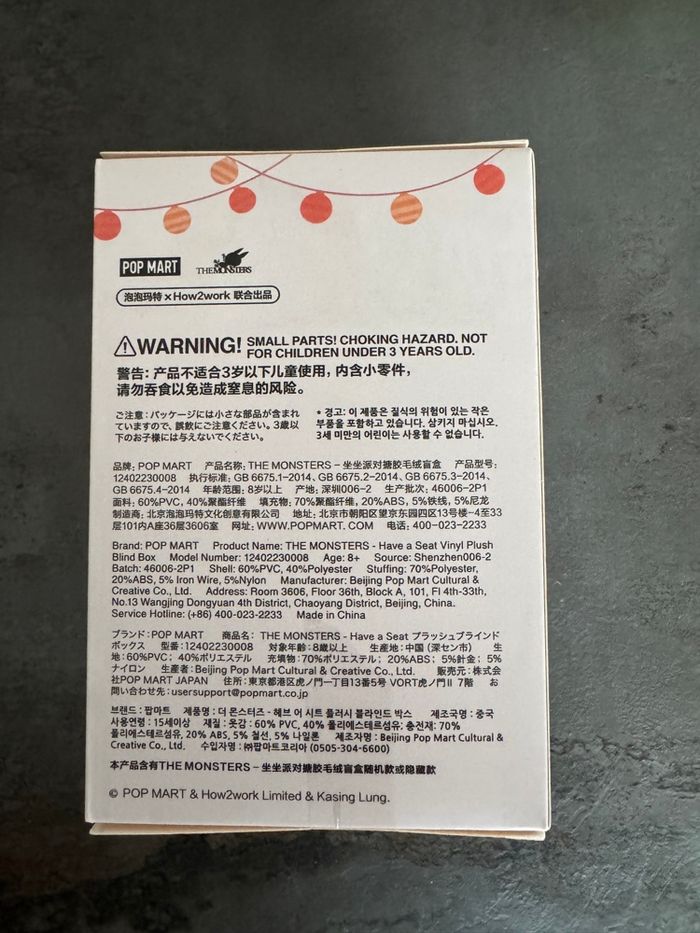 POP MART
THE MONSTERS
泡泡玛特×How2work 联合出品
WARNING! SMALL PARTS! CHOKING HAZARD. NOT
FOR CHILDREN UNDER 3 YEARS OLD.
警告：产品不适合3岁以下儿童使用，内含小零件，
请勿吞食以免造成窒息的风险。
ご注意：パッケージには小さな部品が含まれ
ていますので、誤飲にご注意ください。3歳以
下のお子様には与えないでください。
* 경고: 이 제품은 질식의 위험이 있는 작은
부품을 포함하고 있습니다. 삼키지 마십시오.
3세 미만의 어린이는 사용할 수 없습니다.
品牌：POP MART 产品名称：THE MONSTERS – 坐坐派对搪胶毛绒盲盒 产品型号：
12402230008 执行标准：GB 6675.1–2014、GB 6675.2–2014、GB 6675.3–2014、
GB 6675.4–2014 年龄范围：8岁以上 产地：深圳006–2 生产批次：46006–2P1
面料：60%PVC, 40%聚酯纤维 填充物：70%聚酯纤维, 20%ABS, 5%铁线, 5%尼龙
制造商：北京泡泡玛特文化创意有限公司 地址：北京市朝阳区望京东园四区13号楼–4至33
层101内A座36层3606室 网址：WWW.POPMART.COM 电话：400–023–2233
Brand: POP MART Product Name: THE MONSTERS - Have a Seat Vinyl Plush
Blind Box Model Number: 12402230008 Age: 8+ Source: Shenzhen006-2
Batch: 46006-2P1 Shell: 60%PVC, 40%Polyester Stuffing: 70%Polyester,
20%ABS, 5% Iron Wire, 5%Nylon Manufacturer: Beijing Pop Mart Cultural &
Creative Co., Ltd. Address: Room 3606, Floor 36th, Block A, 101, Fl 4th-33th,
No.13 Wangjing Dongyuan 4th District, Chaoyang District, Beijing, China.
Service Hotline: (+86) 400-023-2233 Made in China
ブランド：POP MART 商品名： THE MONSTERS - Have a Seat プラッシュブラインド
ボックス 型番：12402230008 対象年齢：8歳以上 生産地：中国（深セン市） 生
地：60%PVC；40%ポリエステル 充填物：70%ポリエステル；20%ABS；5%針金；5%
ナイロン 生産者：Beijing Pop Mart Cultural & Creative Co., Ltd. 販売元：株式会
社POP MART JAPAN 住所：東京都港区虎ノ門一丁目13番5号 VORT虎ノ門II 7階 お
問い合わせ先：usersupport@popmart.co.jp
브랜드 : 팝마트 제품명 : 더 몬스터즈 - 헤브 어 시트 플러시 블라인드 박스 제조국명 : 중국
사용연령 : 15세이상 재질 : 옷감 : 60% PVC, 40% 폴리에스테르섬유; 충전재: 70%
폴리에스테르섬유, 20% ABS, 5% 철선, 5% 나일론 제조자명 : Beijing Pop Mart Cultural &
Creative Co., Ltd. 수입자명 : ㈜팝마트코리아 (0505-304-6600)
本产品含有THE MONSTERS – 坐坐派对搪胶毛绒盲盒随机款或隐藏款
© POP MART & How2work Limited & Kasing Lung.